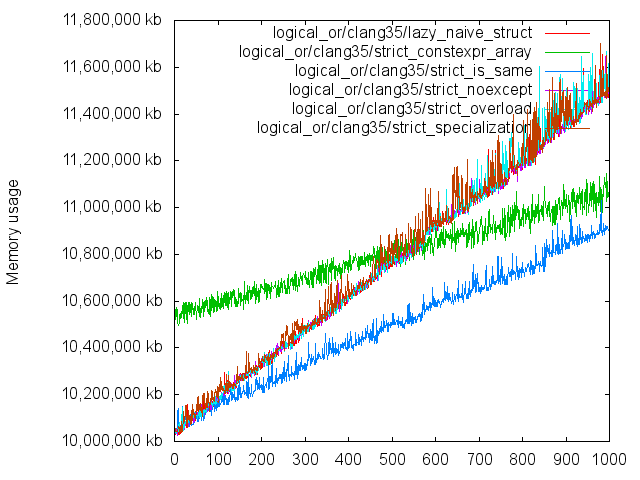 11,800,000 kb
11,600,000 kb
11,400,000 kb
11,200,000 kb
11,000,000 kb
10,800,000 kb
10,600,000 kb
10,400,000 kb
10,200,000 kb
10,000,000 kb
Memory usage
logical_or/clang35/lazy_naive_struct
logical_or/clang35/strict_constexpr_array
logical_or/clang35/strict_is_same
logical_or/clang35/strict_noexcept
logical_or/clang35/strict_overload
logical_or/clang35/strict_specialization
0 100 200 300 400 500 600 700 800 900 1000